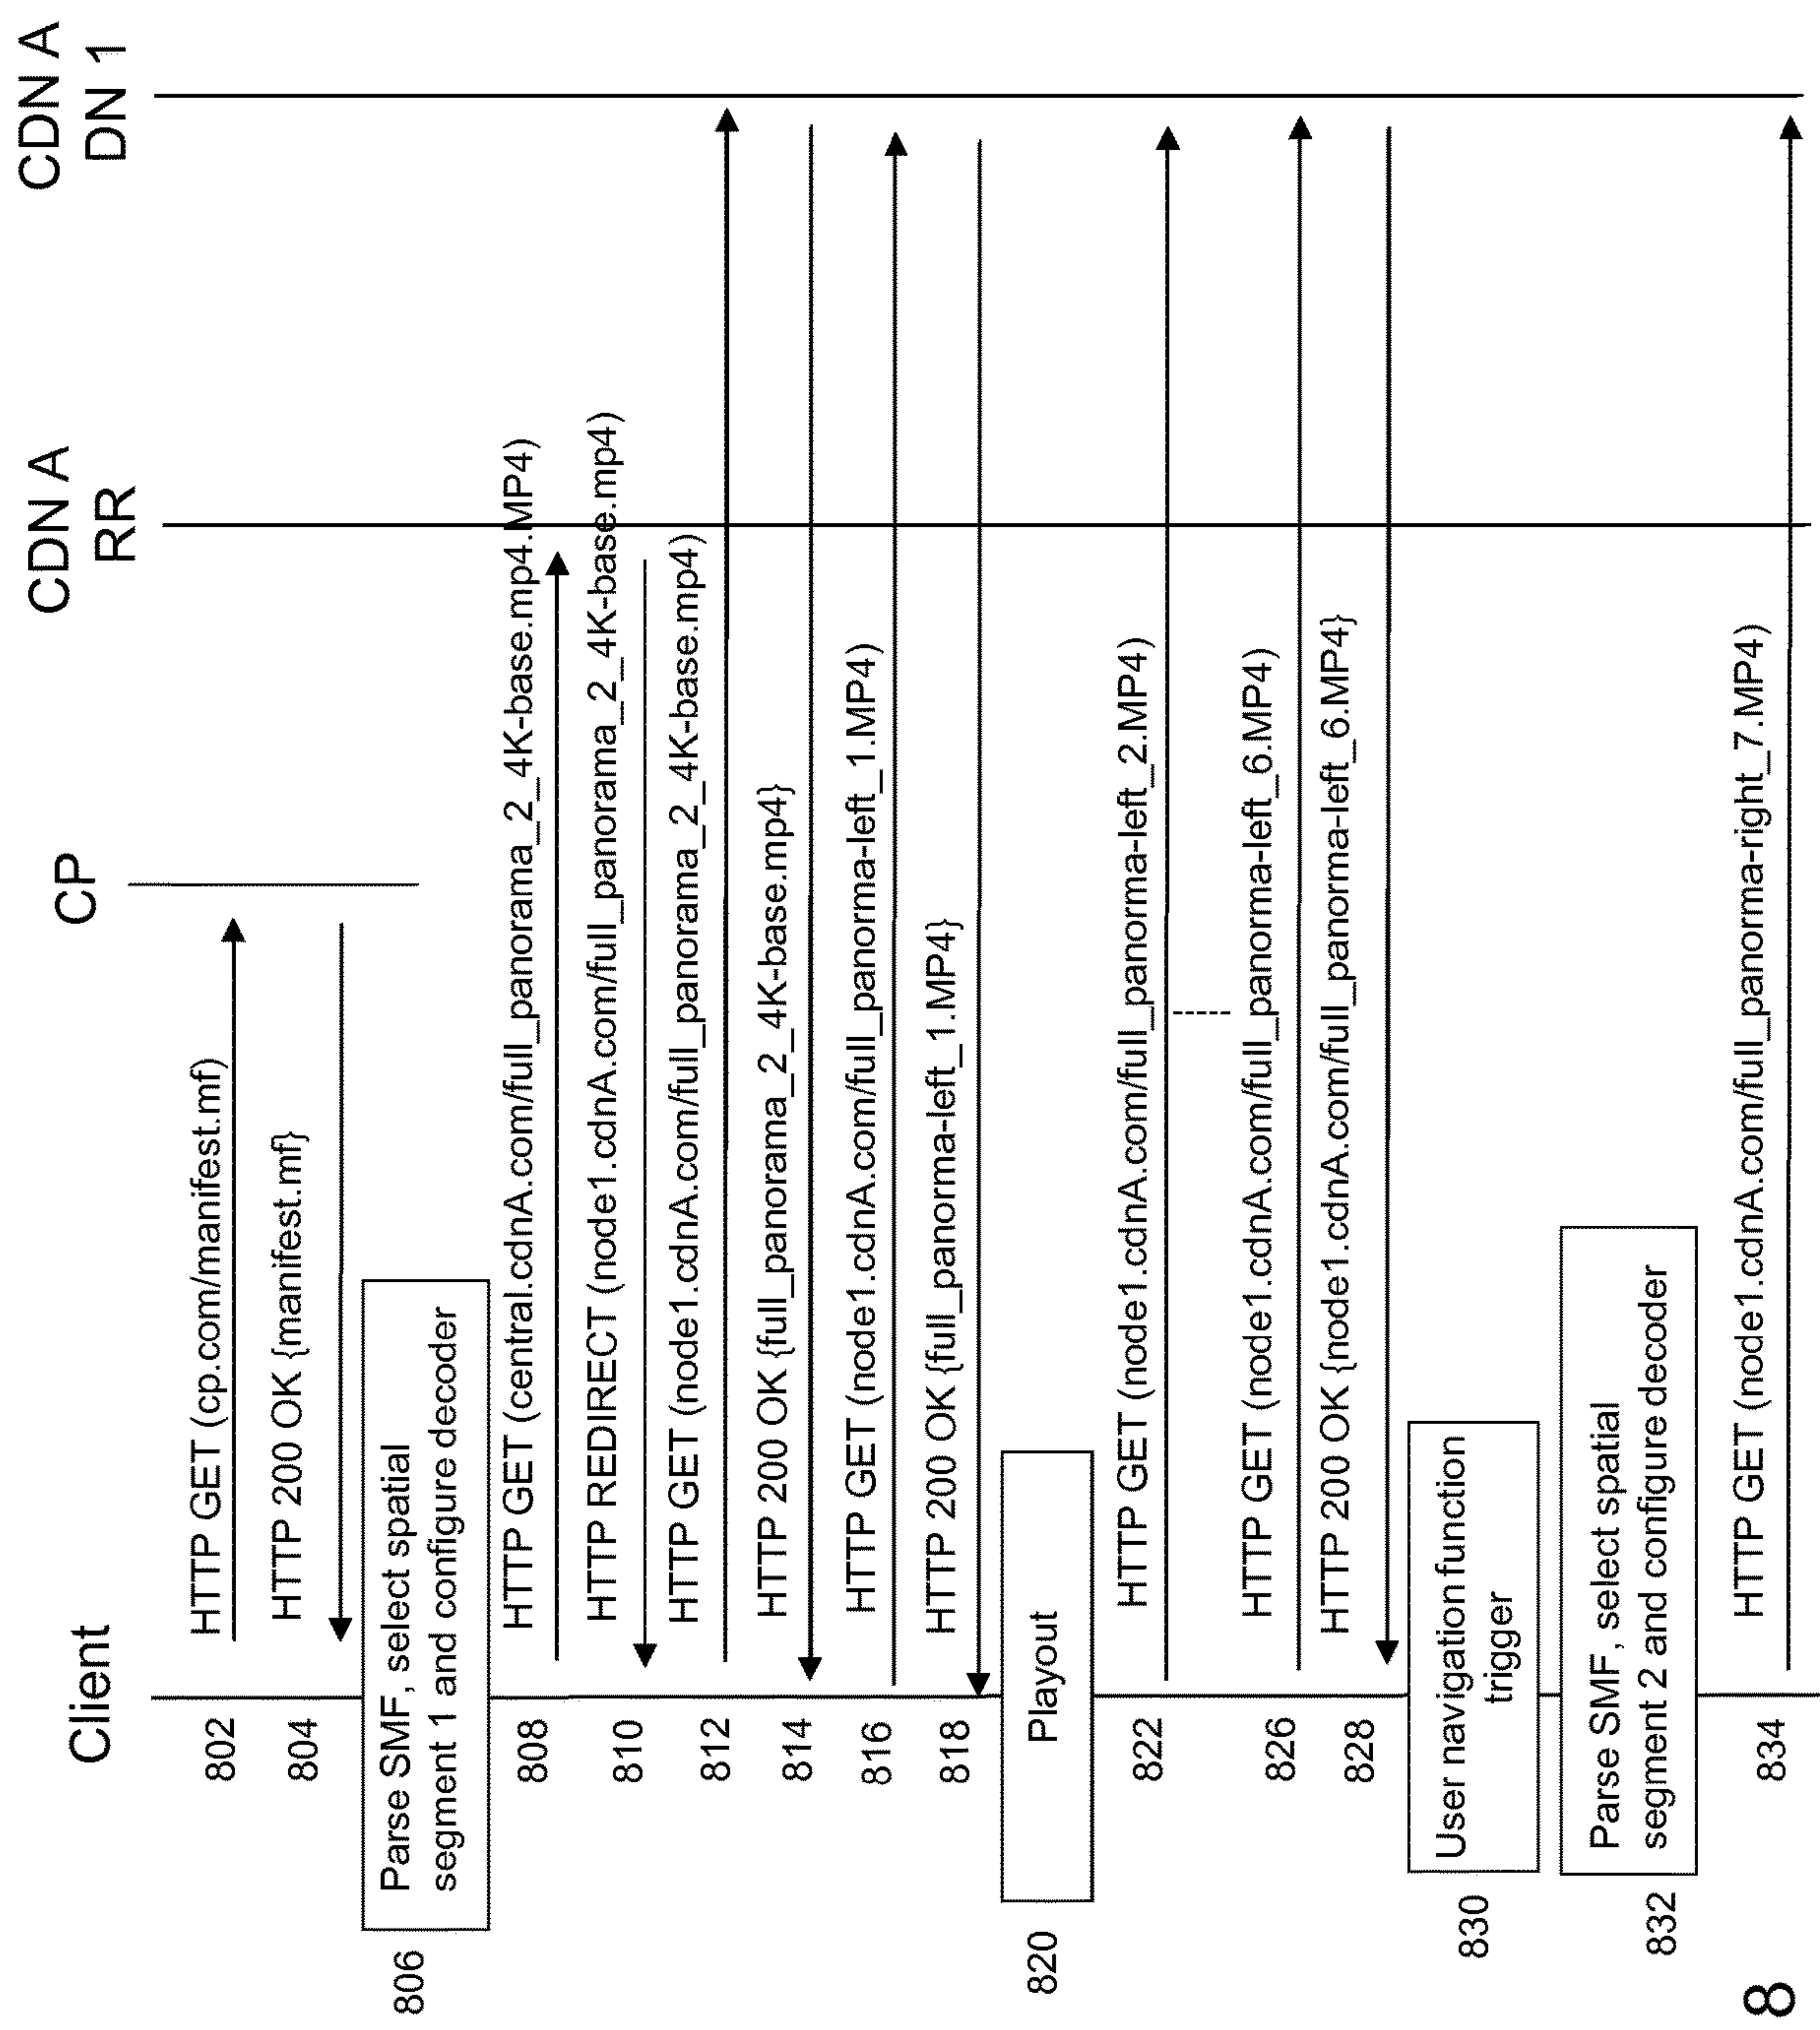 Client
CP
CDN A
RR
CDN A
DN 1
802
HTTP GET (cp.com/manifest.mf)
804
HTTP 200 OK {manifest.mf}
806
Parse SMF, select spatial
segment 1 and configure decoder
808
HTTP GET (central.cdnA.com/full_panorama_2_4K-base.mp4.MP4)
810
HTTP REDIRECT (node1.cdnA.com/full_panorama_2_4K-base.mp4)
812
HTTP GET (node1.cdnA.com/full_panorama_2_4K-base.mp4)
814
HTTP 200 OK {full_panorama_2_4K-base.mp4}
816
HTTP GET (node1.cdnA.com/full_panorma-left_1.MP4)
818
HTTP 200 OK {full_panorma-left_1.MP4}
820
Playout
822
HTTP GET (node1.cdnA.com/full_panorma-left_2.MP4)
826
HTTP GET (node1.cdnA.com/full_panorma-left_6.MP4)
828
HTTP 200 OK {node1.cdnA.com/full_panorma-left_6.MP4}
830
User navigation function
trigger
832
Parse SMF, select spatial
segment 2 and configure decoder
834
HTTP GET (node1.cdnA.com/full_panorma-right_7.MP4)
8